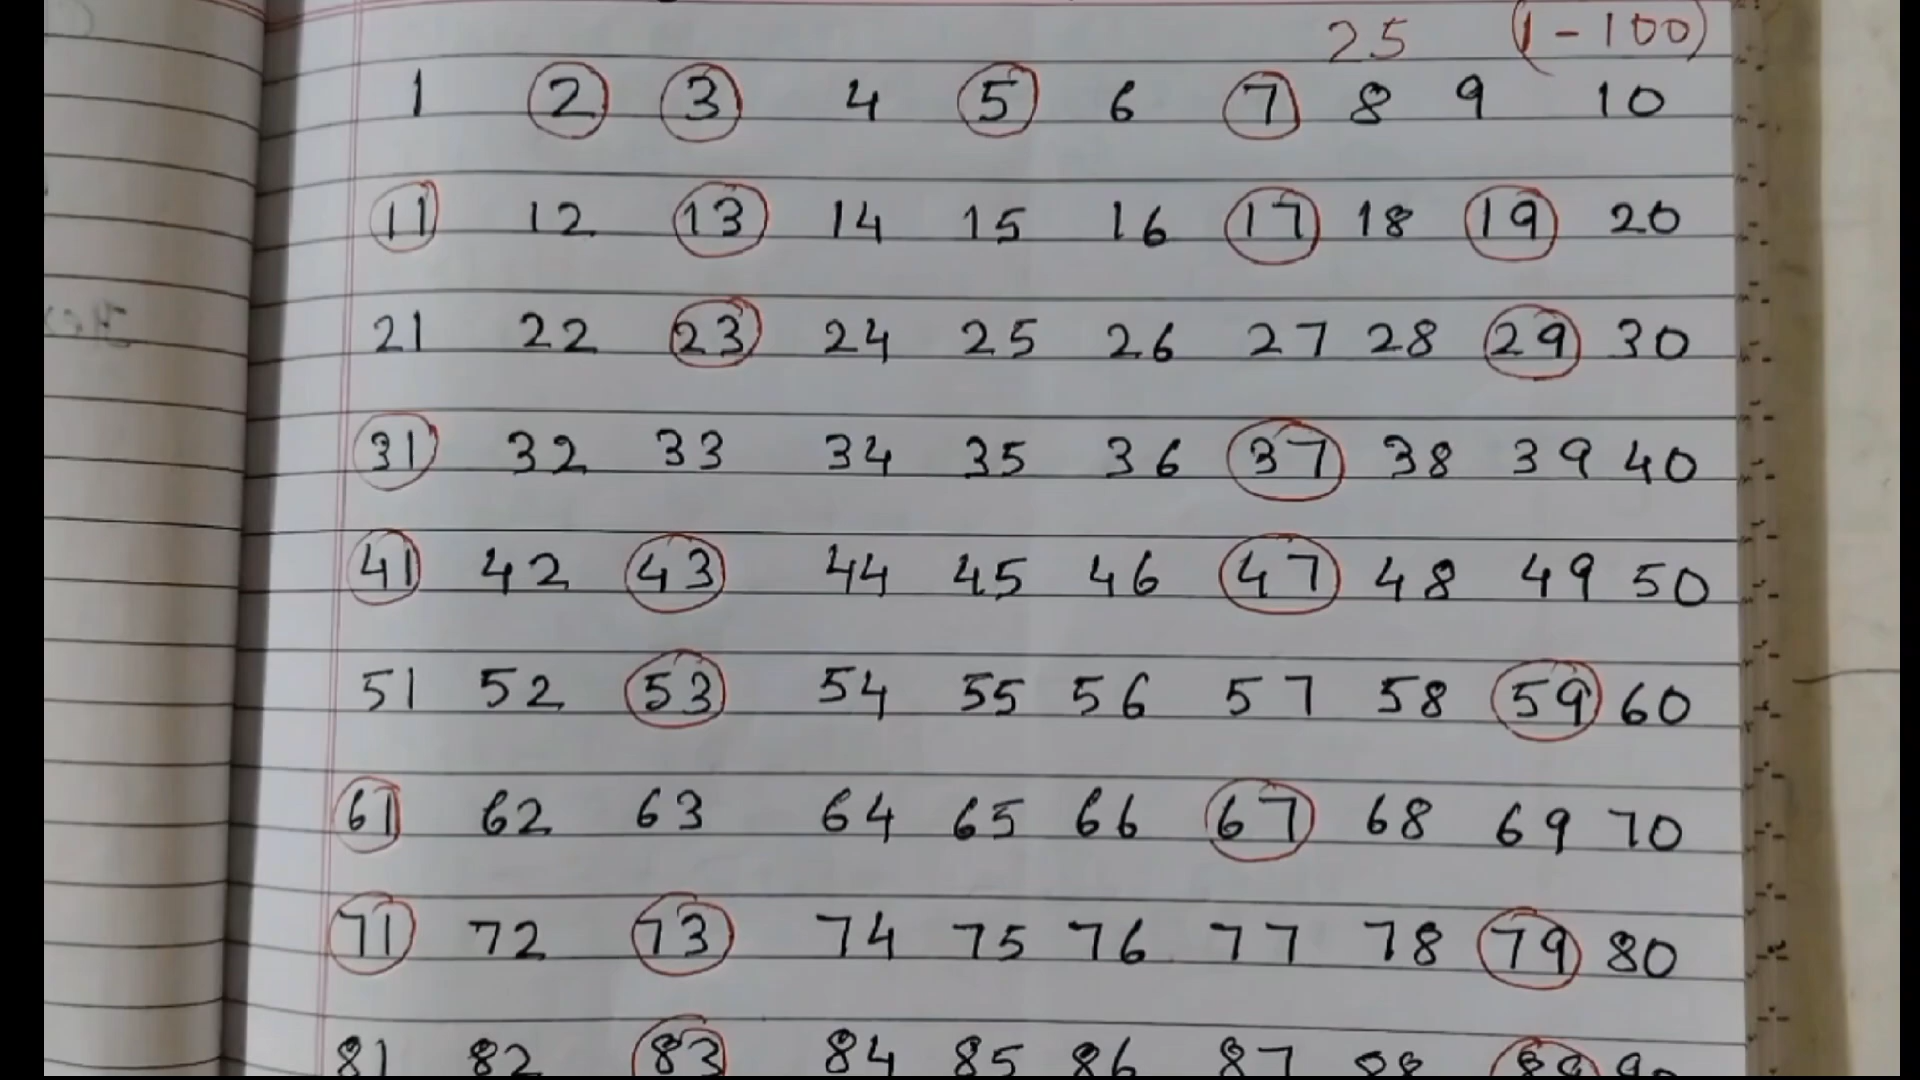 25 (1-100)
1 2 3 4 5 6 7 8 9 10
11 12 13 14 15 16 17 18 19 20
21 22 23 24 25 26 27 28 29 30
31 32 33 34 35 36 37 38 39 40
41 42 43 44 45 46 47 48 49 50
51 52 53 54 55 56 57 58 59 60
61 62 63 64 65 66 67 68 69 70
71 72 73 74 75 76 77 78 79 80
81 82 83 84 85 86 87 88 89 90